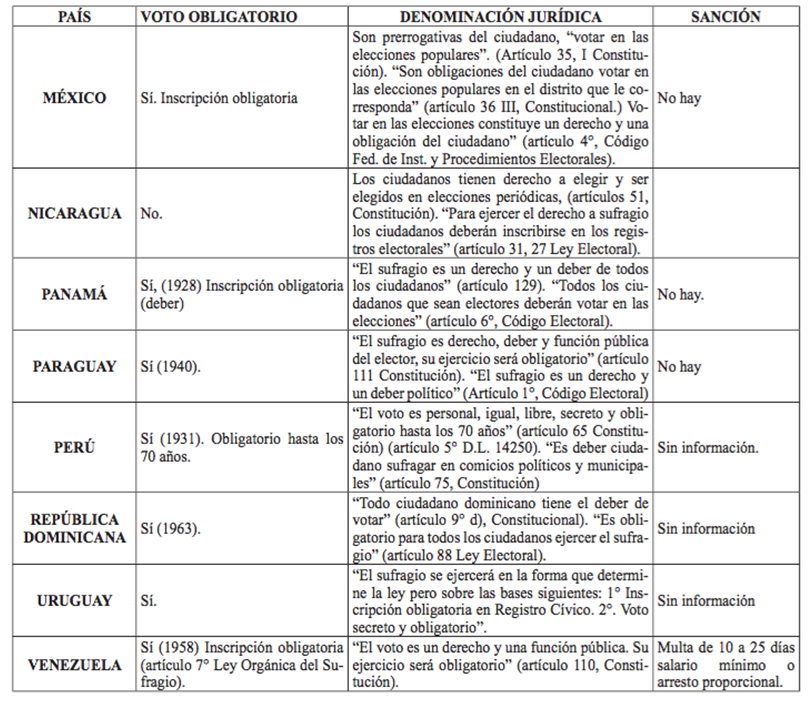 PAÍS VOTO OBLIGATORIO DENOMINACIÓN JURÍDICA SANCIÓN
MÉXICO
Sí. Inscripción obligatoria
Son prerrogativas del ciudadano, “votar en las
elecciones populares”. (Artículo 35, I Constitu-
ción). “Son obligaciones del ciudadano votar en
las elecciones populares en el distrito que le co-
rresponda” (artículo 36 III, Constitucional.) Vo-
tar en las elecciones constituye un derecho y una
obligación del ciudadano” (artículo 4°, Código
Fed. de Inst. y Procedimientos Electorales).
No hay
NICARAGUA
No.
Los ciudadanos tienen derecho a elegir y ser
elegidos en elecciones periódicas, (artículos 51,
Constitución). “Para ejercer el derecho a sufragio
los ciudadanos deberán inscribirse en los regis-
tros electorales” (artículo 31, 27 Ley Electoral).
PANAMÁ
Sí, (1928) Inscripción obligatoria
(deber)
“El sufragio es un derecho y un deber de todos
los ciudadanos” (artículo 129). “Todos los ciu-
dadanos que sean electores deberán votar en las
elecciones” (artículo 6°, Código Electoral).
No hay.
PARAGUAY
Sí (1940).
“El sufragio es derecho, deber y función pública
del elector, su ejercicio será obligatorio” (artículo
111 Constitución). “El sufragio es un derecho y
un deber político” (Artículo 1°, Código Electoral)
No hay
PERÚ
Sí (1931). Obligatorio hasta los
70 años.
“El voto es personal, igual, libre, secreto y obli-
gatorio hasta los 70 años” (artículo 65 Constitu-
ción) (artículo 5° D.L. 14250). “Es deber ciuda-
dano sufragar en comicios políticos y municipa-
les” (artículo 75, Constitución)
Sin información.
REPÚBLICA
DOMINICANA
Sí (1963).
“Todo ciudadano dominicano tiene el deber de
votar” (artículo 9° d), Constitucional). “Es obli-
gatorio para todos los ciudadanos ejercer el sufra-
gio” (artículo 88 Ley Electoral).
Sin información
URUGUAY
Sí.
“El sufragio se ejercerá en la forma que determi-
ne la ley pero sobre las bases siguientes: 1° Ins-
cripción obligatoria en Registro Cívico. 2°. Voto
secreto y obligatorio”.
Sin información
VENEZUELA
Sí (1958) Inscripción obligatoria
(artículo 7° Ley Orgánica del Su-
fragio).
“El voto es un derecho y una función pública. Su
ejercicio será obligatorio” (artículo 110, Consti-
tución).
Multa de 10 a 25 días
salario mínimo o
arresto proporcional.